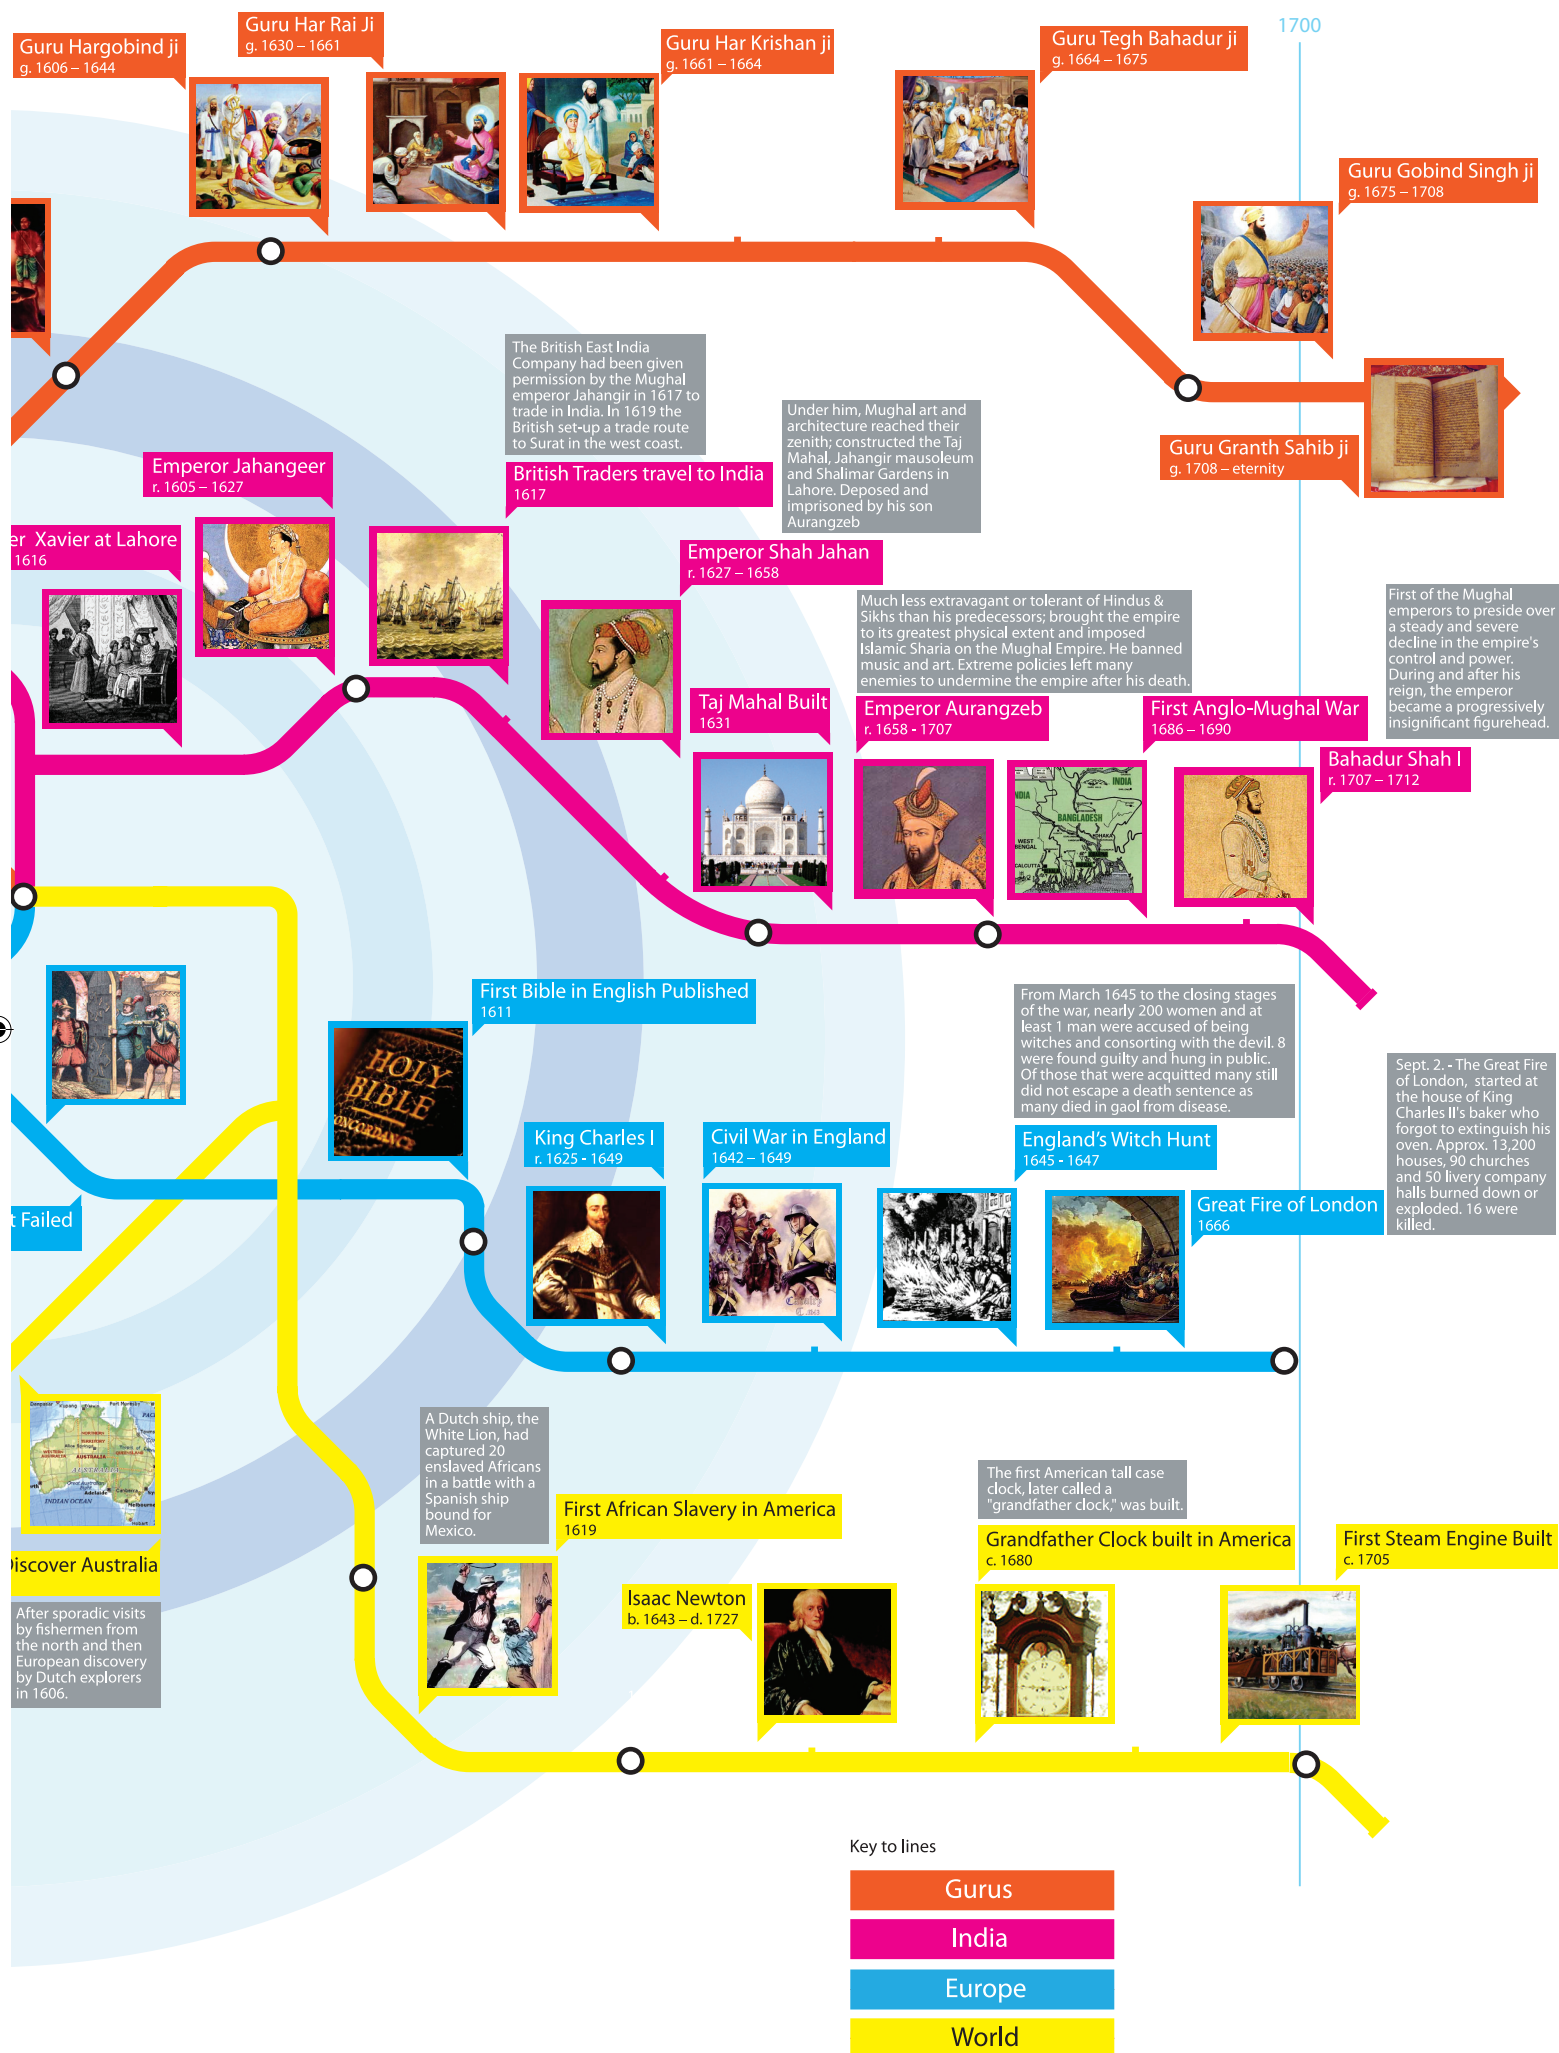 Guru Hargobind ji
g. 1606 – 1644
Guru Har Rai Ji
g. 1630 – 1661
Guru Har Krishan ji
g. 1661 – 1664
Guru Tegh Bahadur ji
g. 1664 – 1675
1700
Guru Gobind Singh ji
g. 1675 – 1708
Guru Granth Sahib ji
g. 1708 – eternity
The British East India
Company had been given
permission by the Mughal
emperor Jahangir in 1617 to
trade in India. In 1619 the
British set-up a trade route
to Surat in the west coast.
Under him, Mughal art and
architecture reached their
zenith; constructed the Taj
Mahal, Jahangir mausoleum
and Shalimar Gardens in
Lahore. Deposed and
imprisoned by his son
Aurangzeb
Emperor Jahangeer
r. 1605 – 1627
British Traders travel to India
1617
er Xavier at Lahore
1616
Emperor Shah Jahan
r. 1627 – 1658
Much less extravagant or tolerant of Hindus &
Sikhs than his predecessors; brought the empire
to its greatest physical extent and imposed
Islamic Sharia on the Mughal Empire. He banned
music and art. Extreme policies left many
enemies to undermine the empire after his death.
First of the Mughal
emperors to preside over
a steady and severe
decline in the empire's
control and power.
During and after his
reign, the emperor
became a progressively
insignificant figurehead.
Taj Mahal Built
1631
Emperor Aurangzeb
r. 1658 - 1707
First Anglo-Mughal War
1686 – 1690
Bahadur Shah I
r. 1707 – 1712
INDIA
NDIA
BANGLADESH
DHAKA
WEST
BENGAL
CALCUTTA
First Bible in English Published
1611
HOLY
BIBLE
CONCORDANC
From March 1645 to the closing stages
of the war, nearly 200 women and at
least 1 man were accused of being
witches and consorting with the devil. 8
were found guilty and hung in public.
Of those that were acquitted many still
did not escape a death sentence as
many died in gaol from disease.
Sept. 2. - The Great Fire
of London, started at
the house of King
Charles II's baker who
forgot to extinguish his
oven. Approx. 13,200
houses, 90 churches
and 50 livery company
halls burned down or
exploded. 16 were
killed.
King Charles I
r. 1625 - 1649
Civil War in England
1642 – 1649
England's Witch Hunt
1645 - 1647
Great Fire of London
1666
t Failed
Cavalry
AUSTRALIA
INDIAN OCEAN
Adelaide
Canberra
Melbourne
Hobart
iscover Australia
After sporadic visits
by fishermen from
the north and then
European discovery
by Dutch explorers
in 1606.
A Dutch ship, the
White Lion, had
captured 20
enslaved Africans
in a battle with a
Spanish ship
bound for
Mexico.
First African Slavery in America
1619
The first American tall case
clock, later called a
"grandfather clock," was built.
Grandfather Clock built in America
c. 1680
First Steam Engine Built
c. 1705
Isaac Newton
b. 1643 – d. 1727
Key to lines
Gurus
India
Europe
World